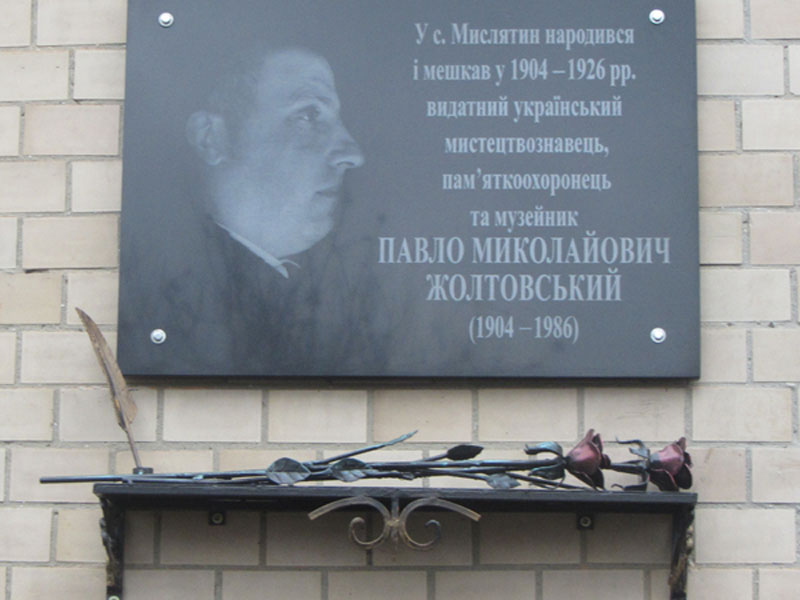 У с. Мислятин народився
і мешкав у 1904 – 1926 рр.
видатний український
мистецтвознавець,
пам’яткоохоронець
та музейник
ПАВЛО МИКОЛАЙОВИЧ
ЖОЛТОВСЬКИЙ
(1904 – 1986)